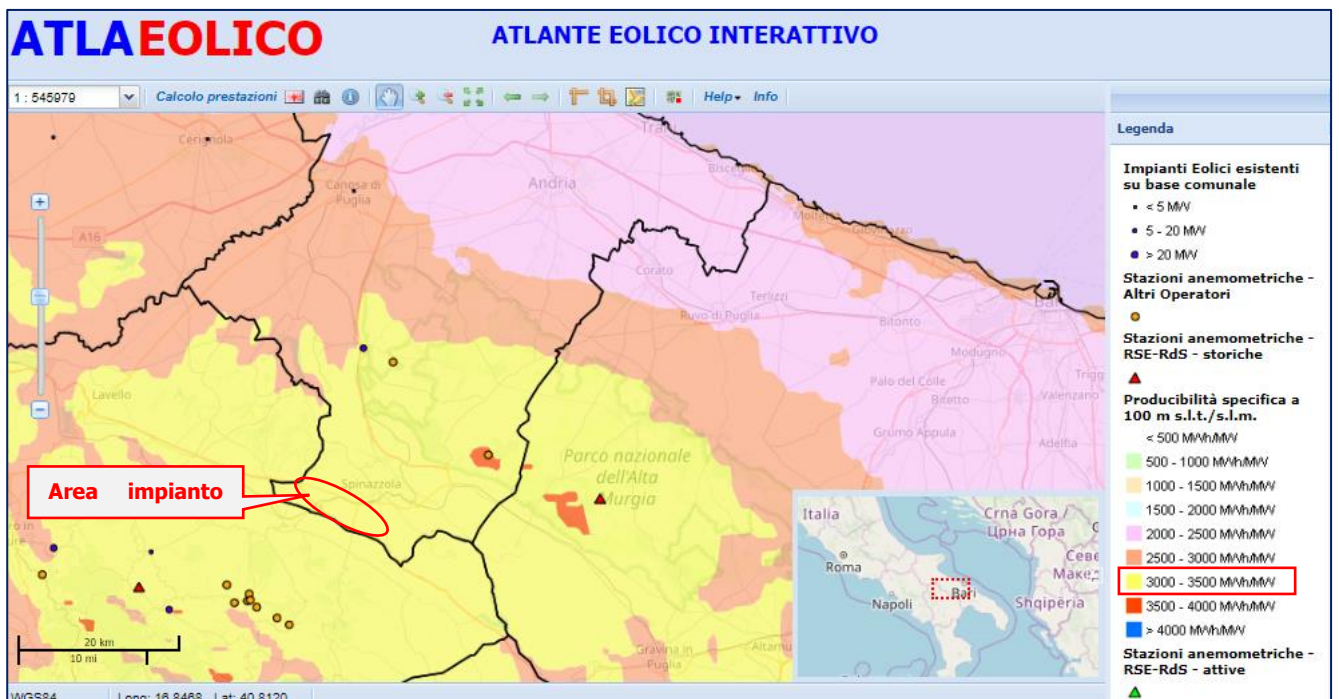 ATLAEOLICO
ATLANTE EOLICO INTERATTIVO
1 : 545979
Calcolo prestazioni
Help
Info
Cerignola
Canosa di
Puglia
Andria
Trani
A16
Corato
Terlizzi
Ruvo di Puglia
Bitonto
Modugno
Palo del Colle
Bitetto
Valenzano
Grumo Appula
Adelfia
Molfetta
Giovinazzo
Lavello
Spinazzola
Parco nazionale
dell'Alta
Murgia
Gravina in
Puglia
Altamu
Area impianto
20 km
10 mi
Italia
Roma
Napoli
Bari
Crna Gora /
Црна Гора
Shqipëria
WGS84
Long: 16.8468 Lat: 40.8120
Legenda
Impianti Eolici esistenti
su base comunale
< 5 MW
5 - 20 MW
> 20 MW
Stazioni anemometriche -
Altri Operatori
Stazioni anemometriche -
RSE-RdS - storiche
Producibilità specifica a
100 m s.l.t./s.l.m.
< 500 MWh/MW
500 - 1000 MWh/MW
1000 - 1500 MWh/MW
1500 - 2000 MWh/MW
2000 - 2500 MWh/MW
2500 - 3000 MWh/MW
3000 - 3500 MWh/MW
3500 - 4000 MWh/MW
> 4000 MWh/MW
Stazioni anemometriche -
RSE-RdS - attive